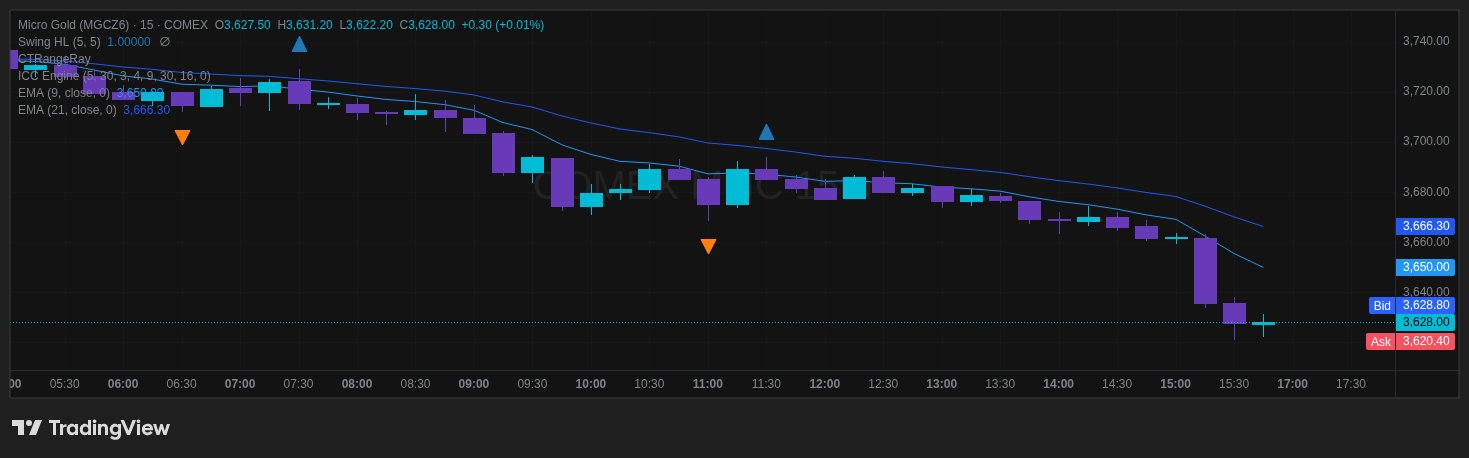 Micro Gold (MGCZ6) · 15 · COMEX O3,627.50 H3,631.20 L3,622.20 C3,628.00 +0.30 (+0.01%)
Swing HL (5, 5) 1.00000 ∅
CTRangeRay
ICC Engine (5, 30, 3, 4, 9, 30, 16, 0)
EMA (9, close, 0) 3,650.00
EMA (21, close, 0) 3,666.30
3,740.00
3,720.00
3,700.00
3,680.00
3,666.30
3,660.00
3,650.00
3,640.00
Bid 3,628.80
3,628.00
Ask 3,620.40
:00 05:30 06:00 06:30 07:00 07:30 08:00 08:30 09:00 09:30 10:00 10:30 11:00 11:30 12:00 12:30 13:00 13:30 14:00 14:30 15:00 15:30 17:00 17:30
TradingView